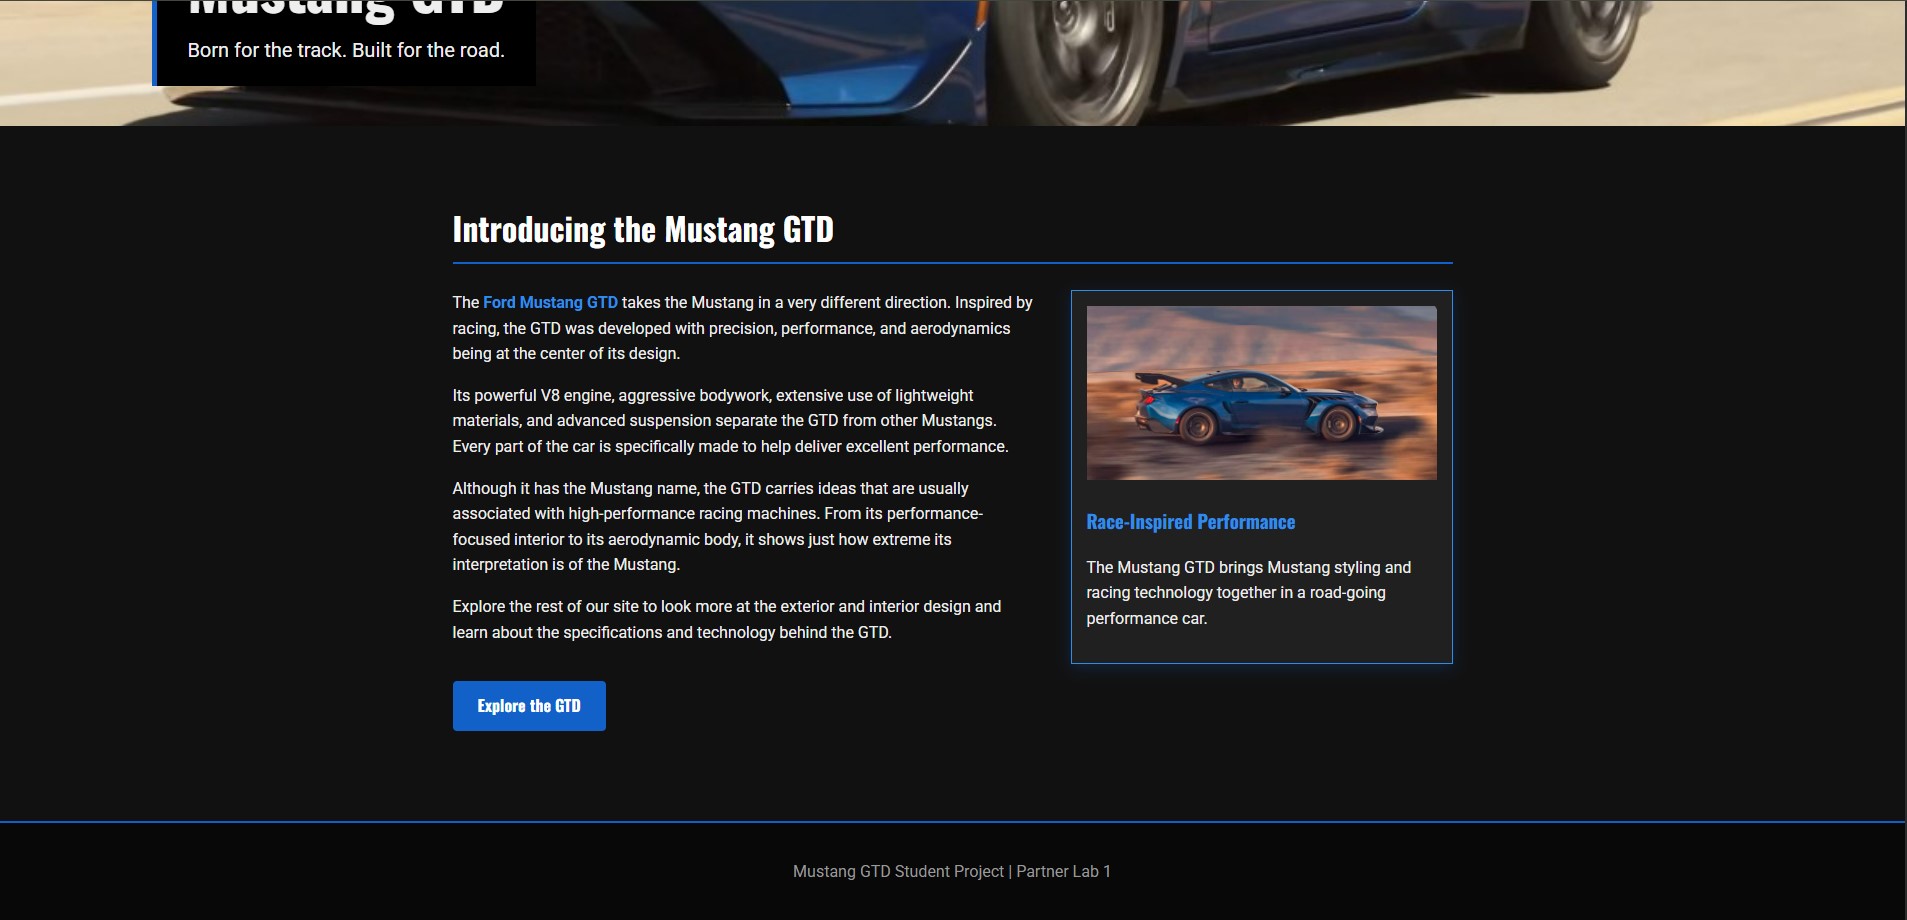 Mustang GTD
Born for the track. Built for the road.
Introducing the Mustang GTD
The Ford Mustang GTD takes the Mustang in a very different direction. Inspired by
racing, the GTD was developed with precision, performance, and aerodynamics
being at the center of its design.
Its powerful V8 engine, aggressive bodywork, extensive use of lightweight
materials, and advanced suspension separate the GTD from other Mustangs.
Every part of the car is specifically made to help deliver excellent performance.
Although it has the Mustang name, the GTD carries ideas that are usually
associated with high-performance racing machines. From its performance-
focused interior to its aerodynamic body, it shows just how extreme its
interpretation is of the Mustang.
Explore the rest of our site to look more at the exterior and interior design and
learn about the specifications and technology behind the GTD.
Explore the GTD
Race-Inspired Performance
The Mustang GTD brings Mustang styling and
racing technology together in a road-going
performance car.
Mustang GTD Student Project | Partner Lab 1